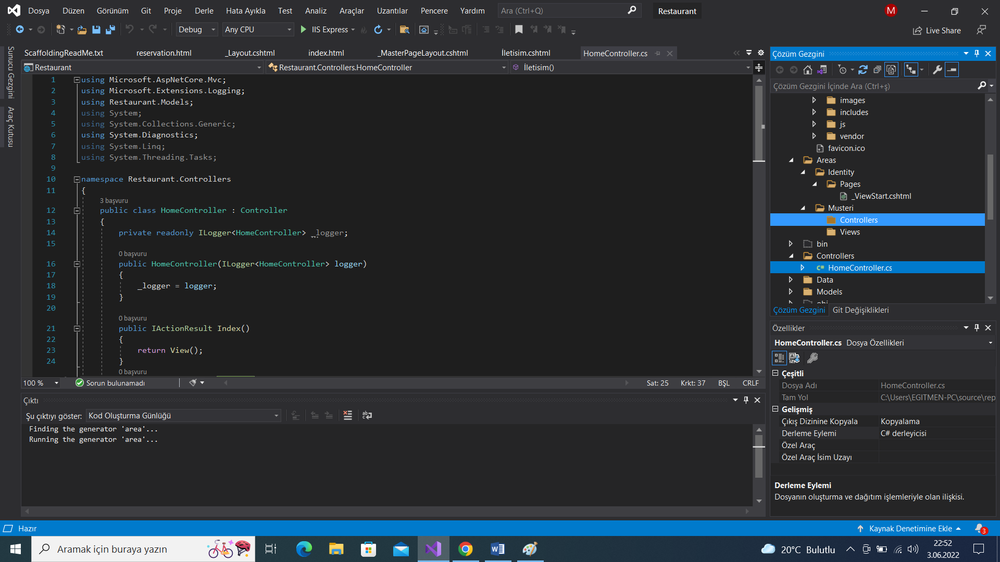 Dosya Düzen Görünüm Git Proje Derle Hata Ayıkla Test Analiz Araçlar Uzantılar Pencere Yardım Ara (Ctrl+Q) Restaurant M
Debug Any CPU IIS Express Live Share
Sunucu Gezgini
Araç Kutusu
ScaffoldingReadMe.txt reservation.html _Layout.cshtml index.html _MasterPageLayout.cshtml İletisim.cshtml HomeController.cs
Restaurant Restaurant.Controllers.HomeController İletisim()
1 using Microsoft.AspNetCore.Mvc;
2 using Microsoft.Extensions.Logging;
3 using Restaurant.Models;
4 using System;
5 using System.Collections.Generic;
6 using System.Diagnostics;
7 using System.Linq;
8 using System.Threading.Tasks;
9
10 namespace Restaurant.Controllers
11 {
3 başvuru
12 public class HomeController : Controller
13 {
14 private readonly ILogger<HomeController> _logger;
15
0 başvuru
16 public HomeController(ILogger<HomeController> logger)
17 {
18 _logger = logger;
19 }
20
0 başvuru
21 public IActionResult Index()
22 {
23 return View();
24 }
0 başvuru
100 % Sorun bulunamadı Sat: 25 Krkt: 37 BŞL CRLF
Çıktı
Şu çıktıyı göster: Kod Oluşturma Günlüğü
Finding the generator 'area'...
Running the generator 'area'...
Çözüm Gezgini
Çözüm Gezgini İçinde Ara (Ctrl+ş)
images
includes
js
vendor
favicon.ico
Areas
Identity
Pages
_ViewStart.cshtml
Musteri
Controllers
Views
bin
Controllers
C# HomeController.cs
Data
Models
obj
Çözüm Gezgini Git Değişiklikleri
Özellikler
HomeController.cs Dosya Özellikleri
Çeşitli
Dosya Adı HomeController.cs
Tam Yol C:\Users\EGITMEN-PC\source\rep
Gelişmiş
Çıkış Dizinine Kopyala Kopyalama
Derleme Eylemi C# derleyicisi
Özel Araç
Özel Araç İsim Uzayı
Derleme Eylemi
Dosyanın oluşturma ve dağıtım işlemleriyle olan ilişkisi.
Hazır Kaynak Denetimine Ekle 3
Aramak için buraya yazın 20°C Bulutlu 22:52
3.06.2022